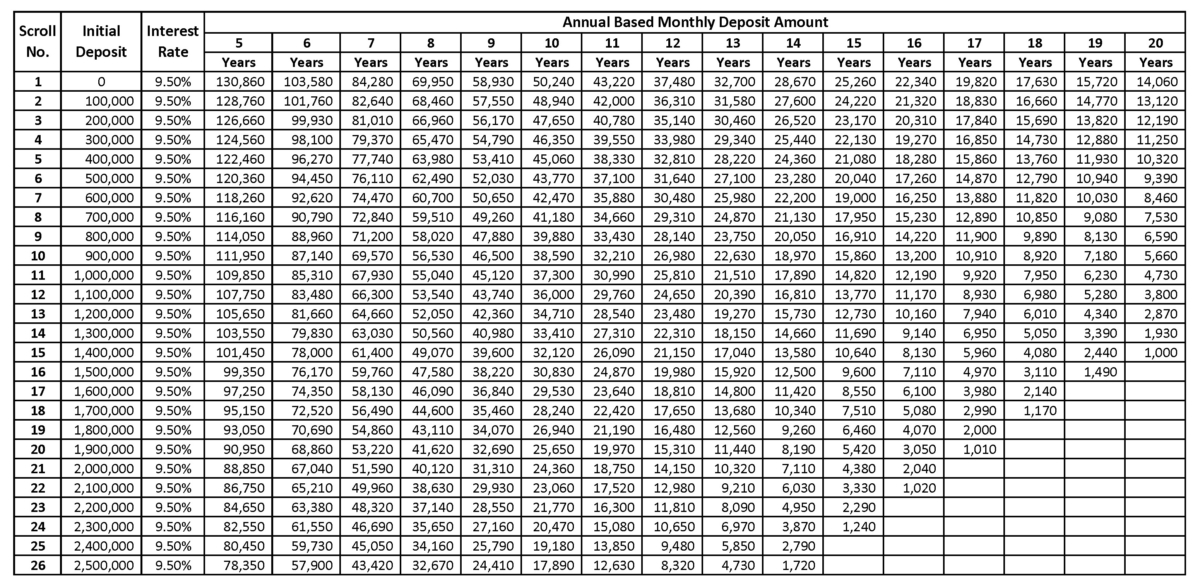 Scroll No. Initial Deposit Interest Rate Annual Based Monthly Deposit Amount
5 Years 6 Years 7 Years 8 Years 9 Years 10 Years 11 Years 12 Years 13 Years 14 Years 15 Years 16 Years 17 Years 18 Years 19 Years 20 Years
1 0 9.50% 130,860 103,580 84,280 69,950 58,930 50,240 43,220 37,480 32,700 28,670 25,260 22,340 19,820 17,630 15,720 14,060
2 100,000 9.50% 128,760 101,760 82,640 68,460 57,550 48,940 42,000 36,310 31,580 27,600 24,220 21,320 18,830 16,660 14,770 13,120
3 200,000 9.50% 126,660 99,930 81,010 66,960 56,170 47,650 40,780 35,140 30,460 26,520 23,170 20,310 17,840 15,690 13,820 12,190
4 300,000 9.50% 124,560 98,100 79,370 65,470 54,790 46,350 39,550 33,980 29,340 25,440 22,130 19,270 16,850 14,730 12,880 11,250
5 400,000 9.50% 122,460 96,270 77,740 63,980 53,410 45,060 38,330 32,810 28,220 24,360 21,080 18,280 15,860 13,760 11,930 10,320
6 500,000 9.50% 120,360 94,450 76,110 62,490 52,030 43,770 37,100 31,640 27,100 23,280 20,040 17,260 14,870 12,790 10,940 9,390
7 600,000 9.50% 118,260 92,620 74,470 60,700 50,650 42,470 35,880 30,480 25,980 22,200 19,000 16,250 13,880 11,820 10,030 8,460
8 700,000 9.50% 116,160 90,790 72,840 59,510 49,260 41,180 34,660 29,310 24,870 21,130 17,950 15,230 12,890 10,850 9,080 7,530
9 800,000 9.50% 114,050 88,960 71,200 58,020 47,880 39,880 33,430 28,140 23,750 20,050 16,910 14,220 11,900 9,890 8,130 6,590
10 900,000 9.50% 111,950 87,140 69,570 56,530 46,500 38,590 32,210 26,980 22,630 18,970 15,860 13,200 10,910 8,920 7,180 5,660
11 1,000,000 9.50% 109,850 85,310 67,930 55,040 45,120 37,300 30,990 25,810 21,510 17,890 14,820 12,190 9,920 7,950 6,230 4,730
12 1,100,000 9.50% 107,750 83,480 66,300 53,540 43,740 36,000 29,760 24,650 20,390 16,810 13,770 11,170 8,930 6,980 5,280 3,800
13 1,200,000 9.50% 105,650 81,660 64,660 52,050 42,360 34,710 28,540 23,480 19,270 15,730 12,730 10,160 7,940 6,010 4,340 2,870
14 1,300,000 9.50% 103,550 79,830 63,030 50,560 40,980 33,410 27,310 22,310 18,150 14,660 11,690 9,140 6,950 5,050 3,390 1,930
15 1,400,000 9.50% 101,450 78,000 61,400 49,070 39,600 32,120 26,090 21,150 17,040 13,580 10,640 8,130 5,960 4,080 2,440 1,000
16 1,500,000 9.50% 99,350 76,170 59,760 47,580 38,220 30,830 24,870 19,980 15,920 12,500 9,600 7,110 4,970 3,110 1,490
17 1,600,000 9.50% 97,250 74,350 58,130 46,090 36,840 29,530 23,640 18,810 14,800 11,420 8,550 6,100 3,980 2,140
18 1,700,000 9.50% 95,150 72,520 56,490 44,600 35,460 28,240 22,420 17,650 13,680 10,340 7,510 5,080 2,990 1,170
19 1,800,000 9.50% 93,050 70,690 54,860 43,110 34,070 26,940 21,190 16,480 12,560 9,260 6,460 4,070 2,000
20 1,900,000 9.50% 90,950 68,860 53,220 41,620 32,690 25,650 19,970 15,310 11,440 8,190 5,420 3,050 1,010
21 2,000,000 9.50% 88,850 67,040 51,590 40,120 31,310 24,360 18,750 14,150 10,320 7,110 4,380 2,040
22 2,100,000 9.50% 86,750 65,210 49,960 38,630 29,930 23,060 17,520 12,980 9,210 6,030 3,330 1,020
23 2,200,000 9.50% 84,650 63,380 48,320 37,140 28,550 21,770 16,300 11,810 8,090 4,950 2,290
24 2,300,000 9.50% 82,550 61,550 46,690 35,650 27,160 20,470 15,080 10,650 6,970 3,870 1,240
25 2,400,000 9.50% 80,450 59,730 45,050 34,160 25,790 19,180 13,850 9,480 5,850 2,790
26 2,500,000 9.50% 78,350 57,900 43,420 32,670 24,410 17,890 12,630 8,320 4,730 1,720